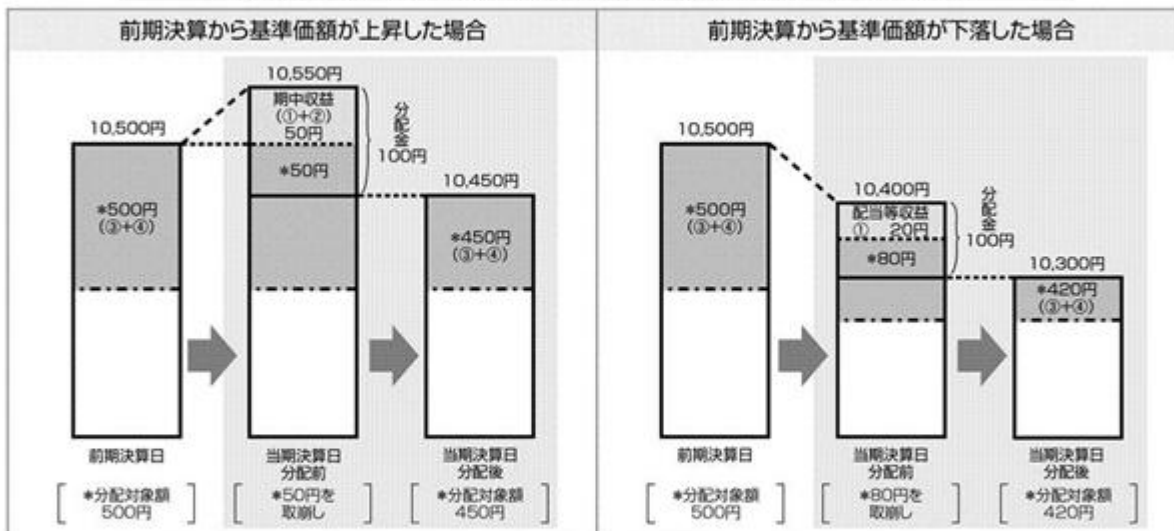 前期決算から基準価額が上昇した場合
10,550円
期中収益
(①+②)
50円
*50円
分配金
100円
10,500円
*500円
(③+④)
10,450円
*450円
(③+④)
前期決算日
当期決算日
分配前
当期決算日
分配後
*分配対象額
500円
*50円を
取崩し
*分配対象額
450円
前期決算から基準価額が下落した場合
10,500円
*500円
(③+④)
10,400円
配当等収益
① 20円
*80円
分配金
100円
10,300円
*420円
(③+④)
前期決算日
当期決算日
分配前
当期決算日
分配後
*分配対象額
500円
*80円を
取崩し
*分配対象額
420円